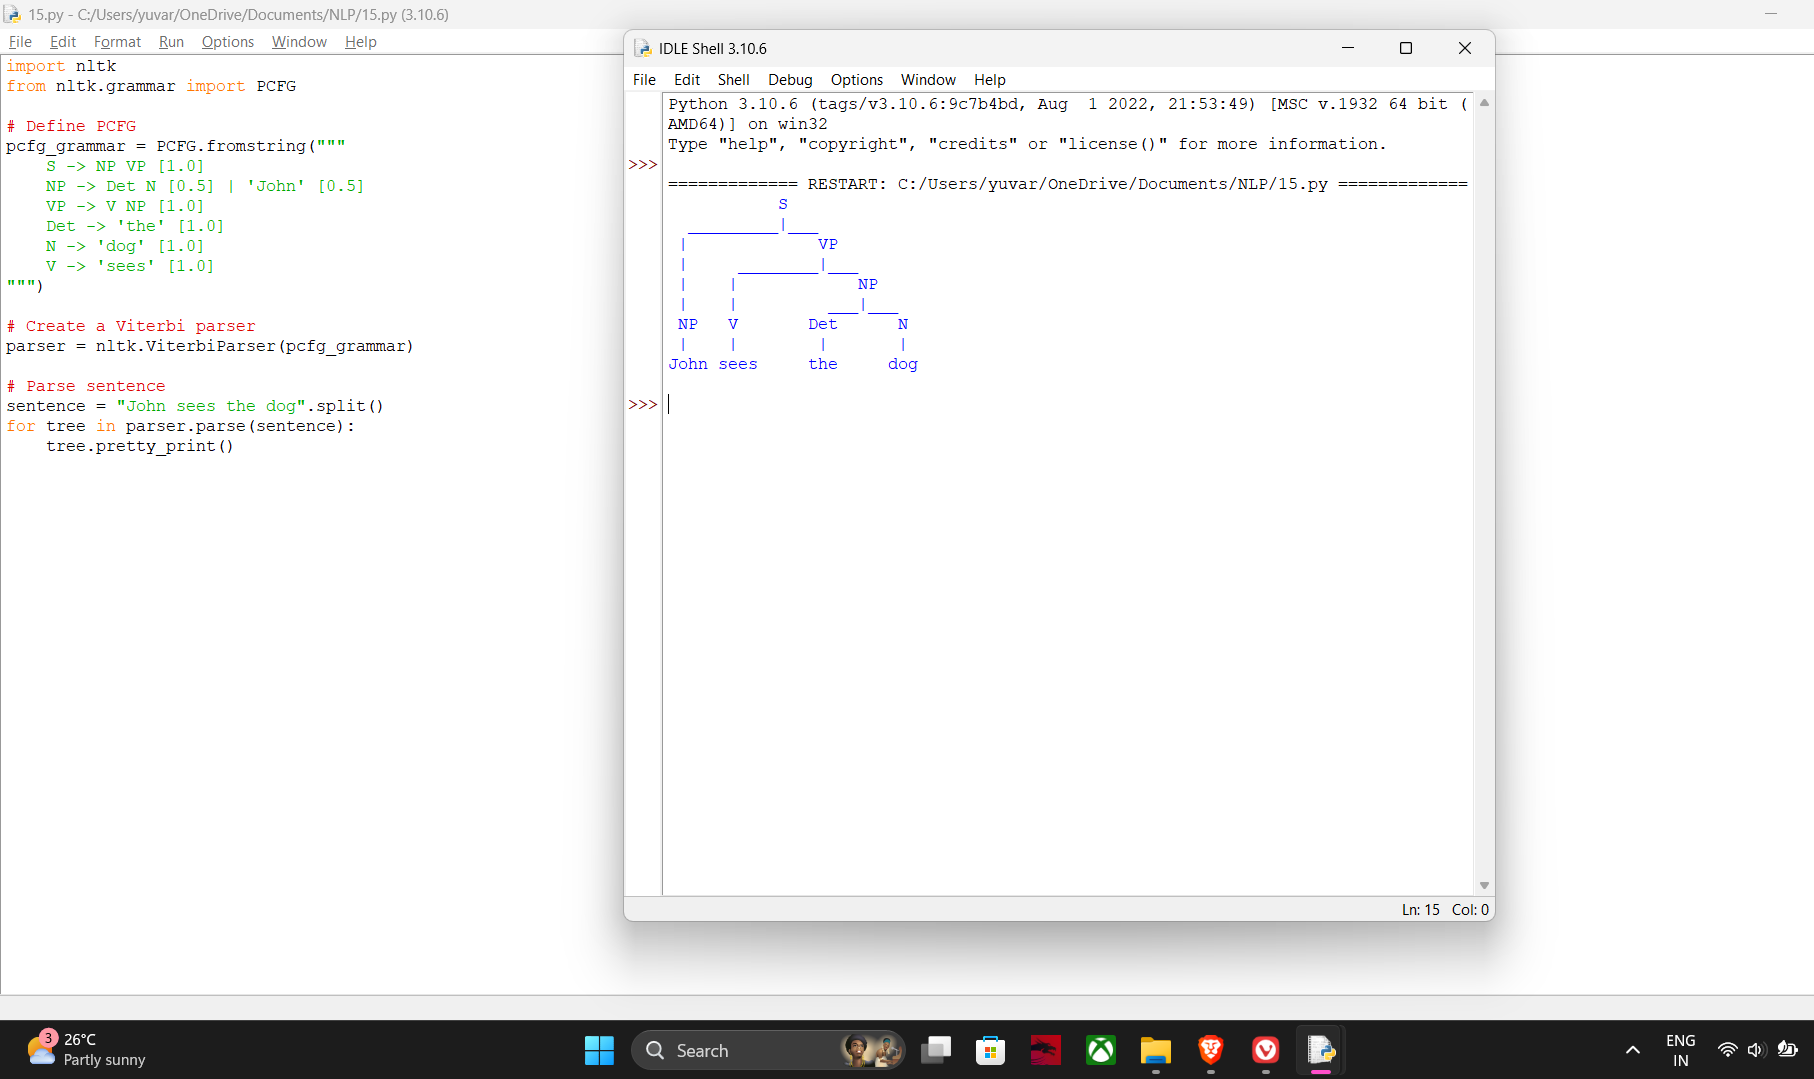 15.py - C:/Users/yuvar/OneDrive/Documents/NLP/15.py (3.10.6)
File Edit Format Run Options Window Help
import nltk
from nltk.grammar import PCFG
# Define PCFG
pcfg_grammar = PCFG.fromstring("""
    S -> NP VP [1.0]
    NP -> Det N [0.5] | 'John' [0.5]
    VP -> V NP [1.0]
    Det -> 'the' [1.0]
    N -> 'dog' [1.0]
    V -> 'sees' [1.0]
""")
# Create a Viterbi parser
parser = nltk.ViterbiParser(pcfg_grammar)
# Parse sentence
sentence = "John sees the dog".split()
for tree in parser.parse(sentence):
    tree.pretty_print()
IDLE Shell 3.10.6
File Edit Shell Debug Options Window Help
Python 3.10.6 (tags/v3.10.6:9c7b4bd, Aug  1 2022, 21:53:49) [MSC v.1932 64 bit (
AMD64)] on win32
Type "help", "copyright", "credits" or "license()" for more information.
>>>
============= RESTART: C:/Users/yuvar/OneDrive/Documents/NLP/15.py =============
           S
  _________|___
 |             VP
 |      ________|___
 |     |            NP
 |     |          ___|___
 NP    V       Det      N
 |     |        |       |
John sees     the     dog
>>>
Ln: 15 Col: 0
3
26°C
Partly sunny
Search
ENG
IN